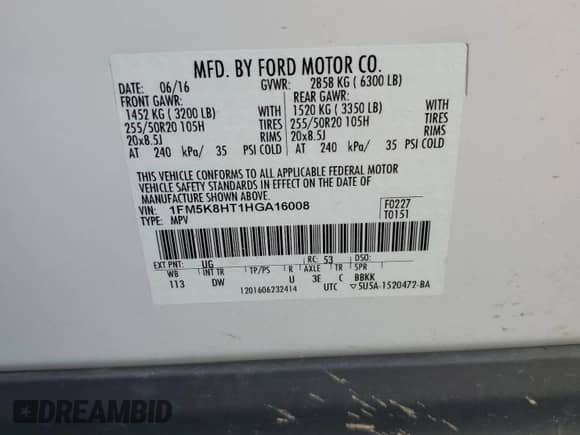 MFD. BY FORD MOTOR CO.
DATE: 06/16 GVWR: 2858 KG ( 6300 LB)
FRONT GAWR: REAR GAWR:
1452 KG ( 3200 LB) WITH 1520 KG ( 3350 LB) WITH
255/50R20 105H TIRES 255/50R20 105H TIRES
20x8.5J RIMS 20x8.5J RIMS
AT 240 kPa/ 35 PSI COLD AT 240 kPa/ 35 PSI COLD
THIS VEHICLE CONFORMS TO ALL APPLICABLE FEDERAL MOTOR
VEHICLE SAFETY STANDARDS IN EFFECT ON THE DATE OF
MANUFACTURE SHOWN ABOVE.
VIN: 1FM5K8HT1HGA16008 F0227
TYPE: MPV T0151
EXT PNT: UG RC: 53 DSO:
WB INT TR TP/PS R AXLE TR SPR
113 DW U 3E C BBKK
1201606232414 UTC ▽5U5A-1520472-BA
DREAMBID